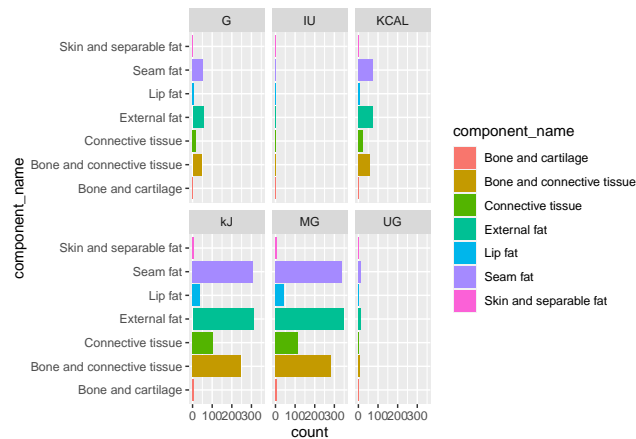 G IU KCAL
Skin and separable fat
Seam fat
Lip fat
External fat
Connective tissue
Bone and connective tissue
Bone and cartilage
kJ MG UG
Skin and separable fat
Seam fat
Lip fat
External fat
Connective tissue
Bone and connective tissue
Bone and cartilage
0 100200300 0 100200300 0 100200300
count
component_name
component_name
Bone and cartilage
Bone and connective tissue
Connective tissue
External fat
Lip fat
Seam fat
Skin and separable fat